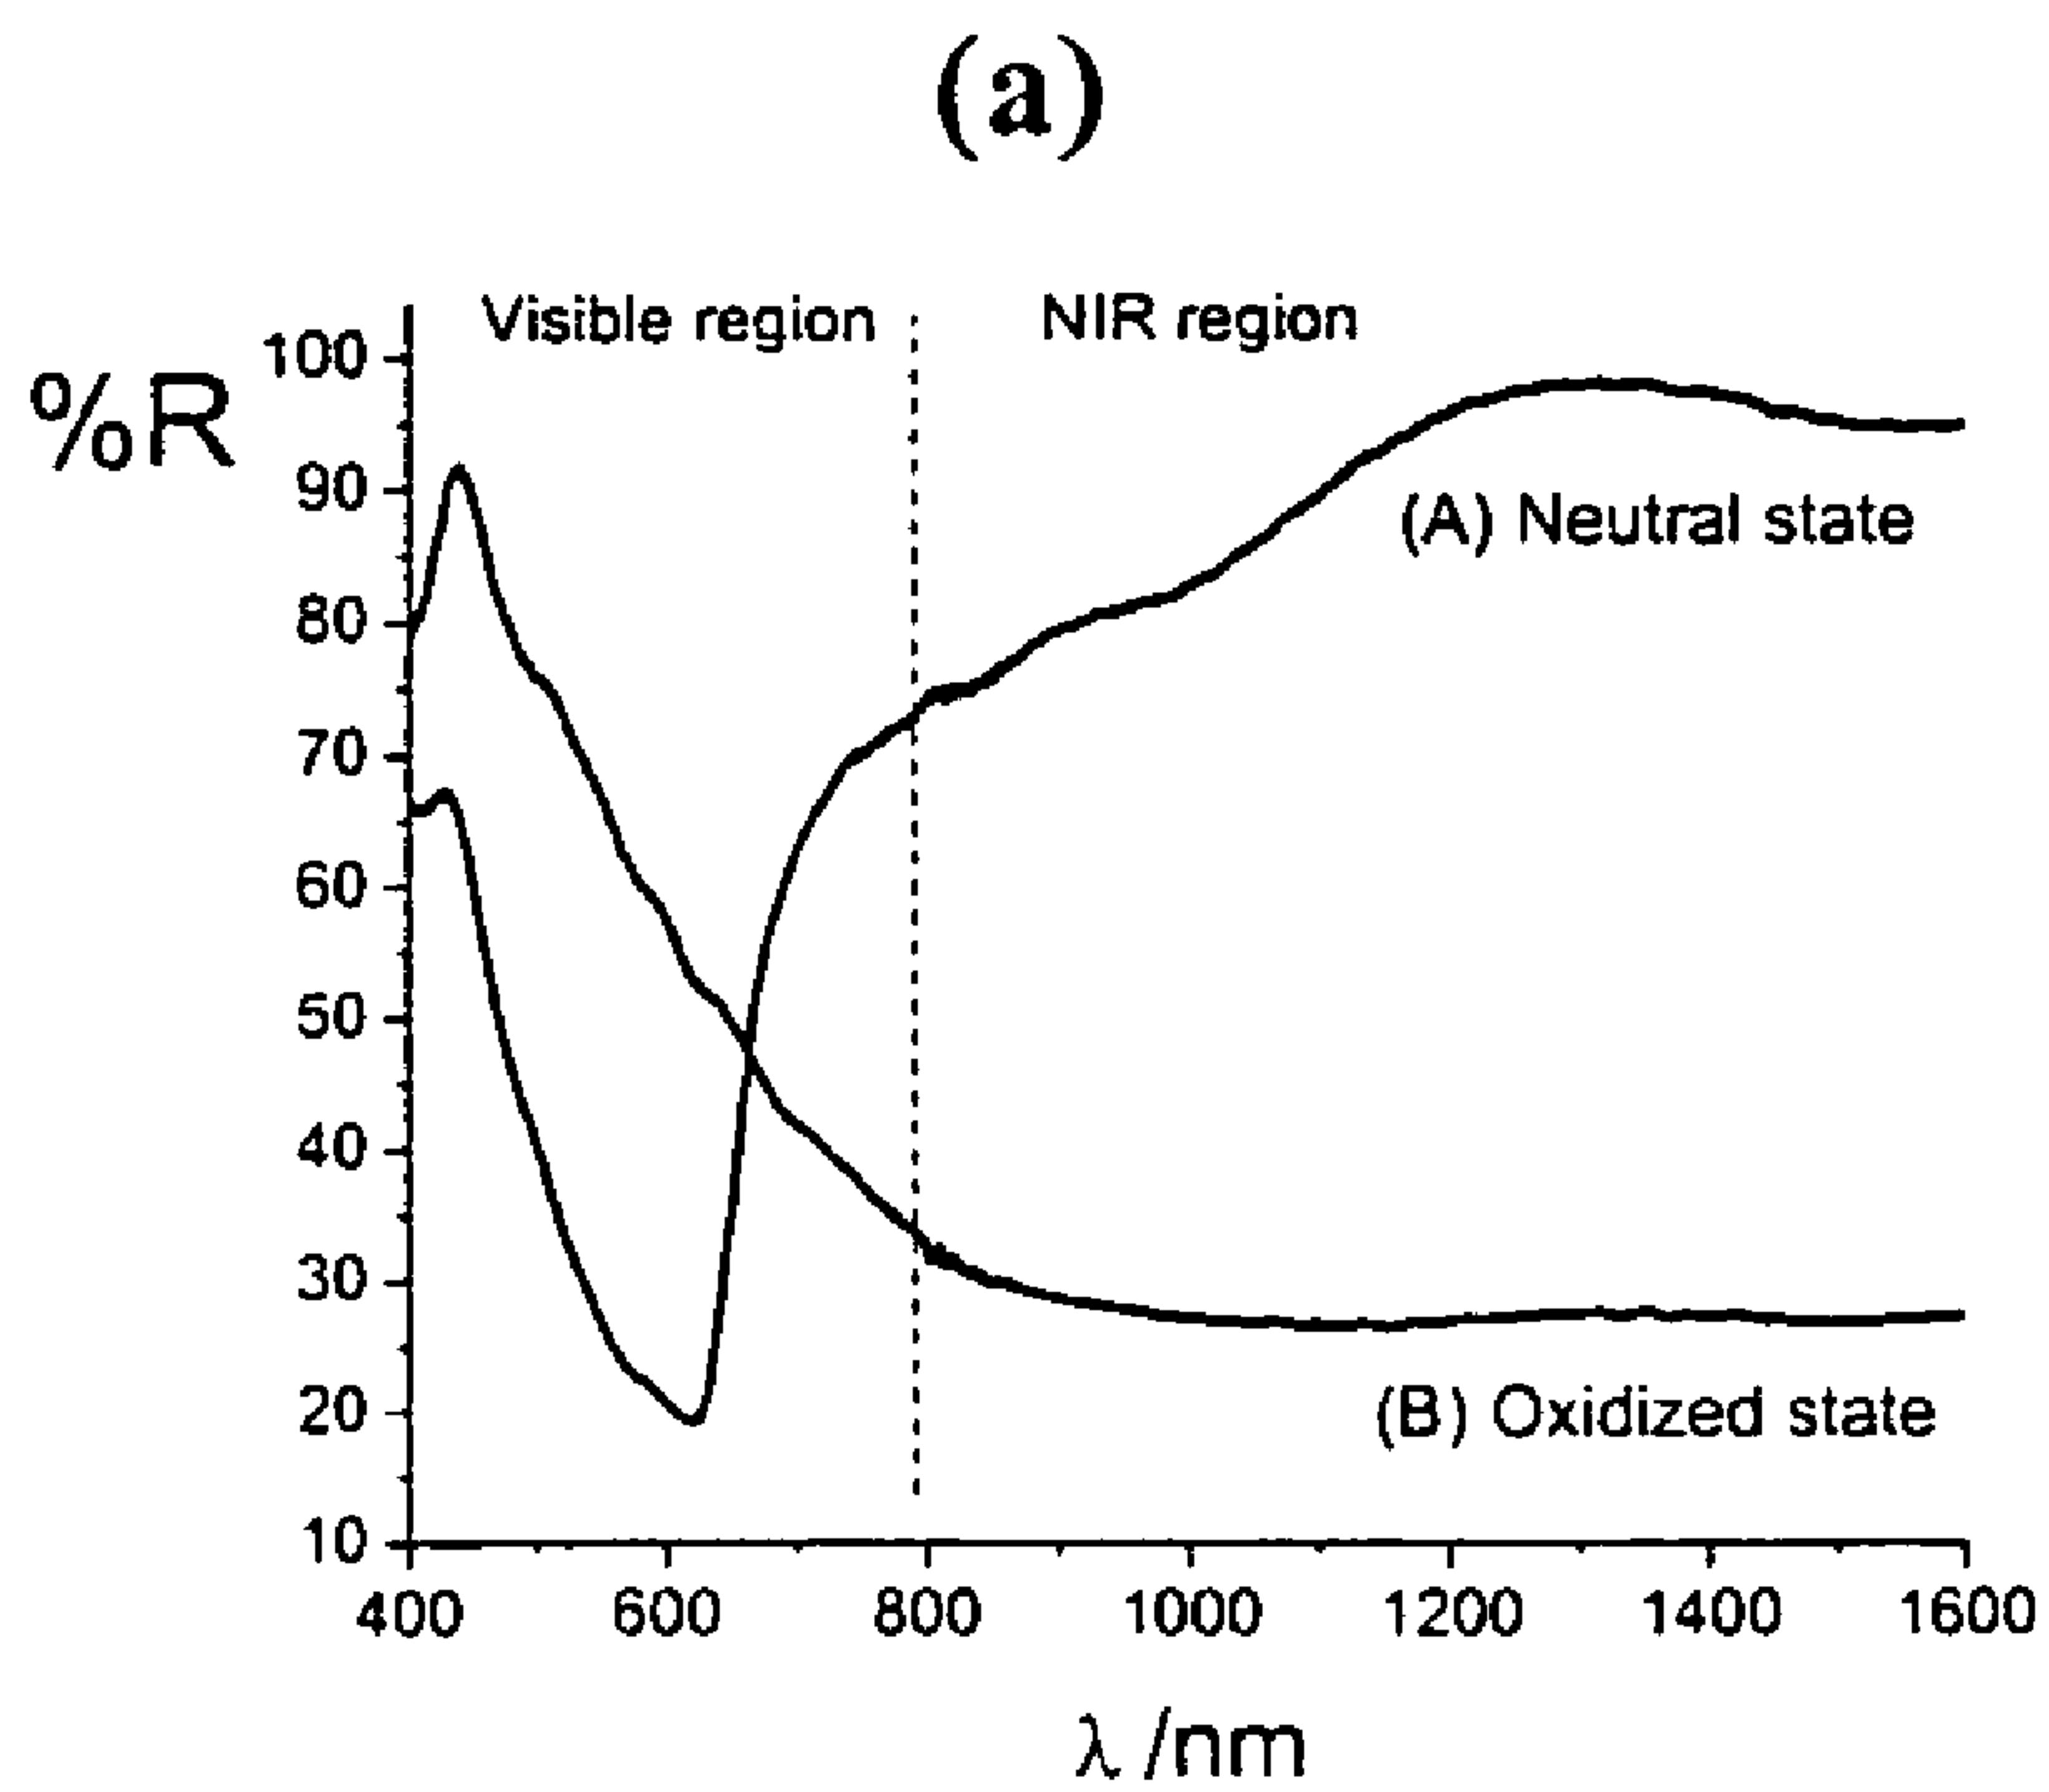 (a)
Visible region NIR region
%R
100
90
80
70
60
50
40
30
20
10
(A) Neutral state
(B) Oxidized state
400 600 800 1000 1200 1400 1600
λ /nm